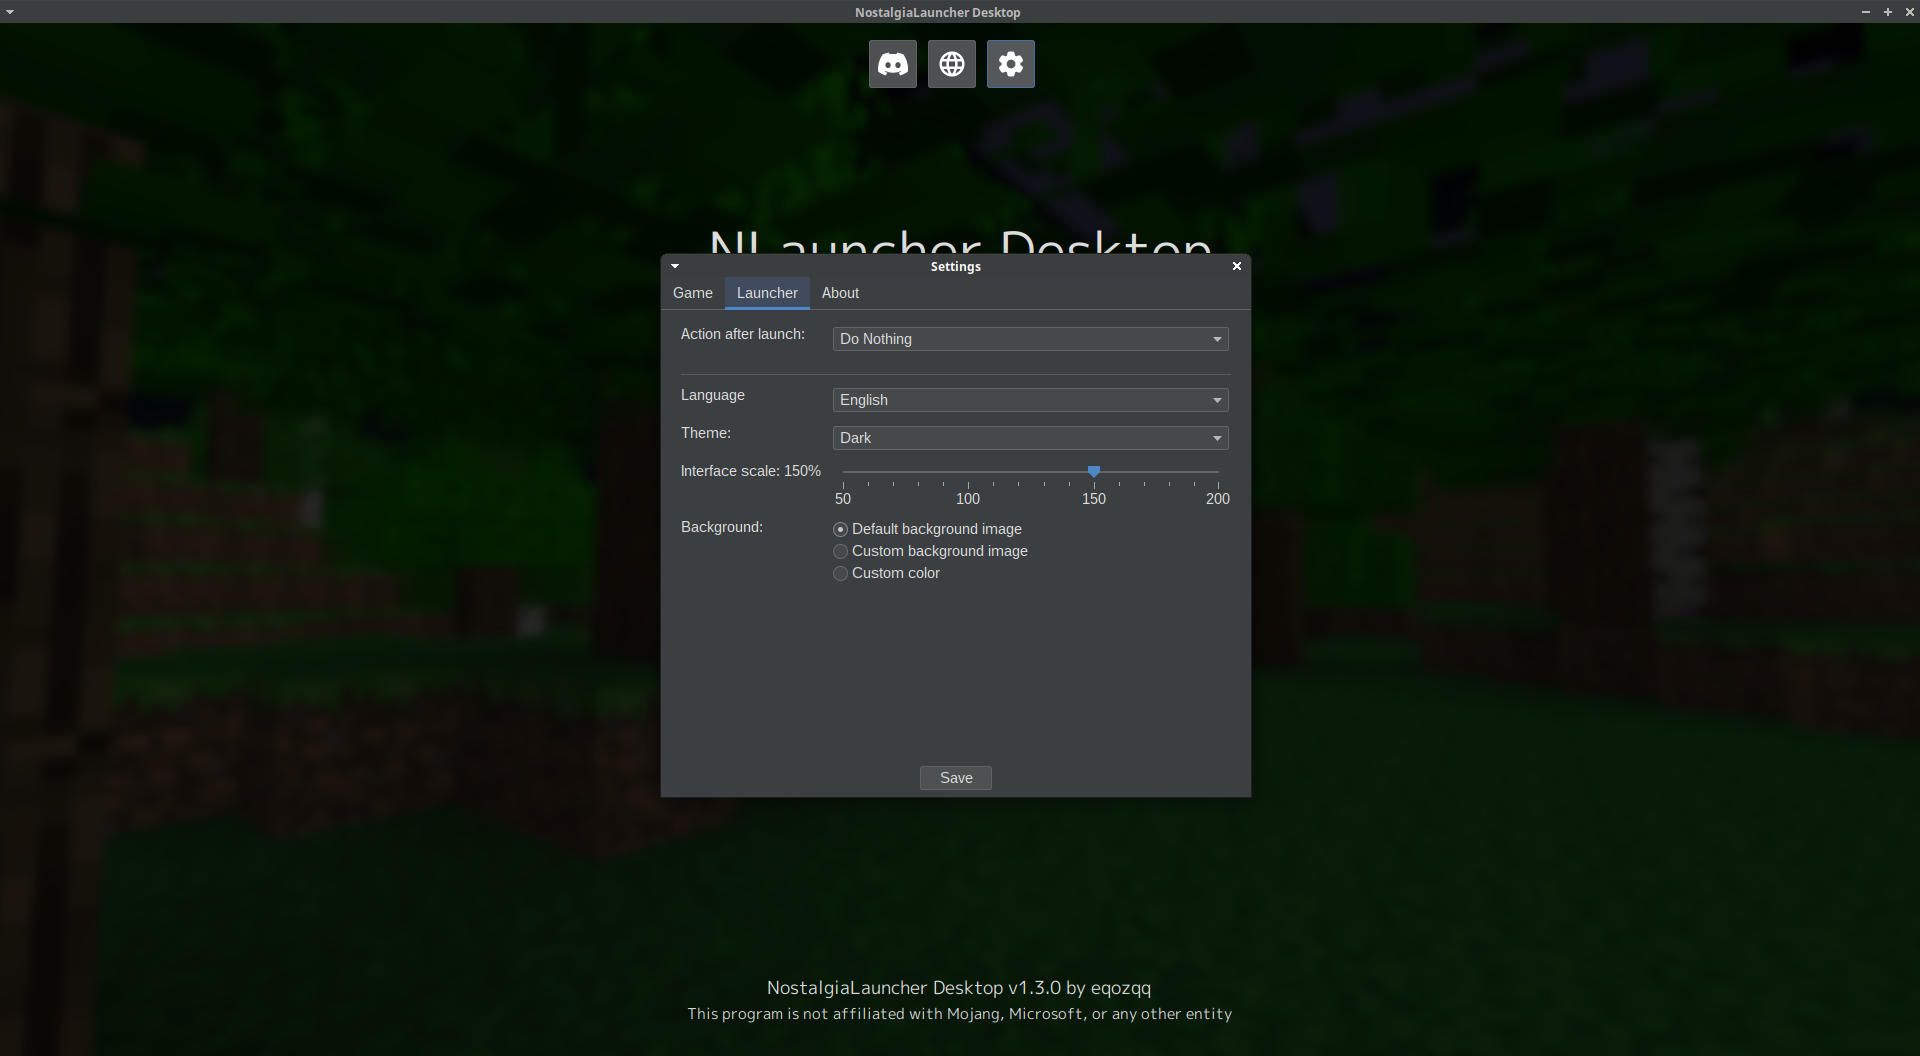 NostalgiaLauncher Desktop
NLauncher Desktop
Settings
Game Launcher About
Action after launch: Do Nothing
Language English
Theme: Dark
Interface scale: 150%
50 100 150 200
Background: Default background image
Custom background image
Custom color
Save
NostalgiaLauncher Desktop v1.3.0 by eqozqq
This program is not affiliated with Mojang, Microsoft, or any other entity